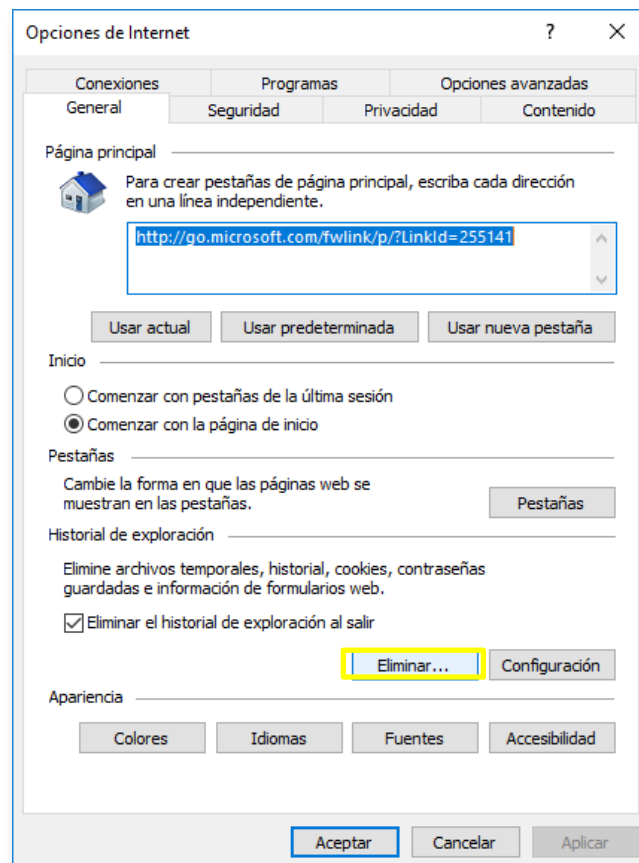 Opciones de Internet ?
Conexiones Programas Opciones avanzadas
General Seguridad Privacidad Contenido
Página principal
Para crear pestañas de página principal, escriba cada dirección
en una línea independiente.
http://go.microsoft.com/fwlink/p/?LinkId=255141
Usar actual Usar predeterminada Usar nueva pestaña
Inicio
Comenzar con pestañas de la última sesión
Comenzar con la página de inicio
Pestañas
Cambie la forma en que las páginas web se
muestran en las pestañas.
Pestañas
Historial de exploración
Elimine archivos temporales, historial, cookies, contraseñas
guardadas e información de formularios web.
Eliminar el historial de exploración al salir
Eliminar... Configuración
Apariencia
Colores Idiomas Fuentes Accesibilidad
Aceptar Cancelar Aplicar